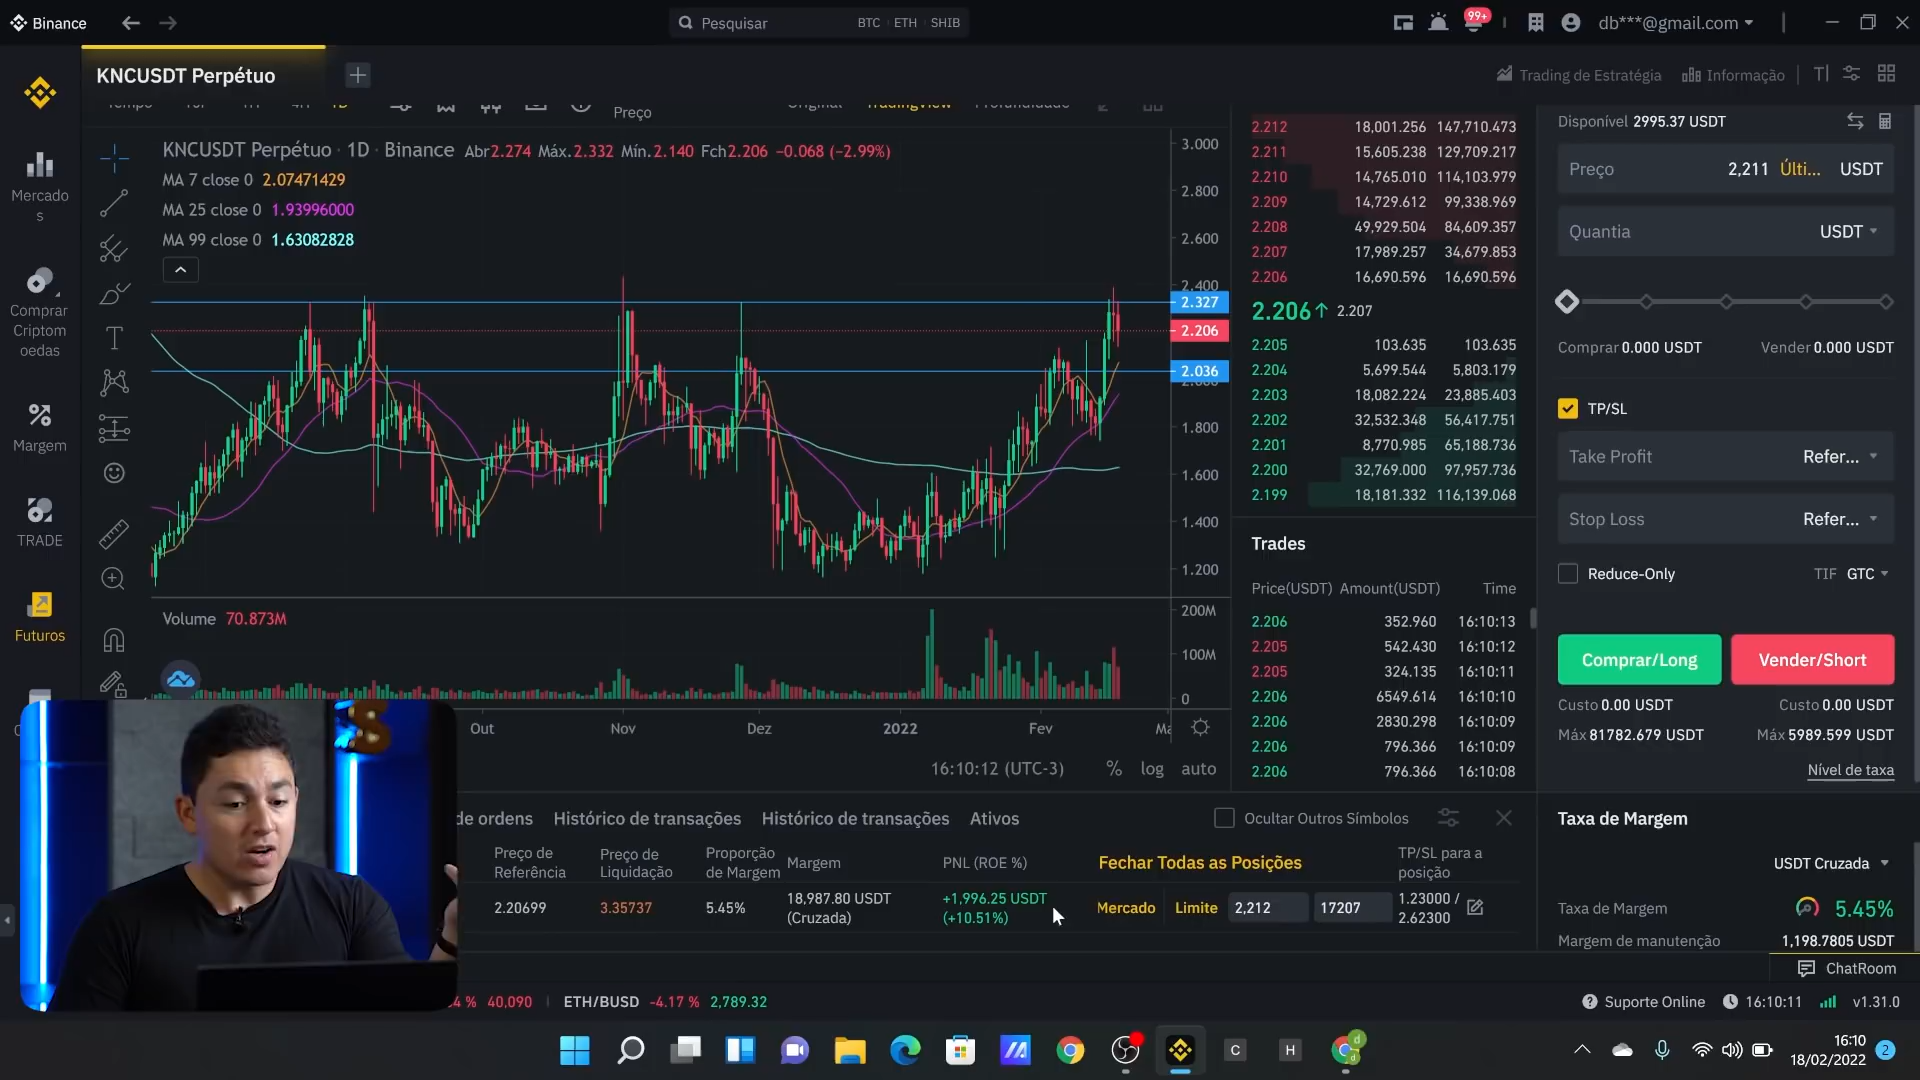 Binance
Pesquisar BTC ETH SHIB
99+
db***@gmail.com
KNCUSDT Perpétuo
Trading de Estratégia
Informação
Original TradingView Profundidade
Preço
KNCUSDT Perpétuo · 1D · Binance Abr2.274 Máx.2.332 Mín.2.140 Fch2.206 −0.068 (−2.99%)
MA 7 close 0 2.07471429
MA 25 close 0 1.93996000
MA 99 close 0 1.63082828
3.000
2.800
2.600
2.400
2.327
2.206
2.036
1.800
1.600
1.400
1.200
Volume 70.873M
200M
100M
0
Out Nov Dez 2022 Fev
16:10:12 (UTC-3) % log auto
Mercados
Comprar Criptomoedas
Margem
TRADE
Futuros
2.212 18,001.256 147,710.473
2.211 15,605.238 129,709.217
2.210 14,765.010 114,103.979
2.209 14,729.612 99,338.969
2.208 49,929.504 84,609.357
2.207 17,989.257 34,679.853
2.206 16,690.596 16,690.596
2.206↑ 2.207
2.205 103.635 103.635
2.204 5,699.544 5,803.179
2.203 18,082.224 23,885.403
2.202 32,532.348 56,417.751
2.201 8,770.985 65,188.736
2.200 32,769.000 97,957.736
2.199 18,181.332 116,139.068
Trades
Price(USDT) Amount(USDT) Time
2.206 352.960 16:10:13
2.205 542.430 16:10:12
2.205 324.135 16:10:11
2.206 6549.614 16:10:10
2.206 2830.298 16:10:09
2.206 796.366 16:10:09
2.206 796.366 16:10:08
Disponível 2995.37 USDT
Preço 2,211 Últi... USDT
Quantia USDT
Comprar 0.000 USDT Vender 0.000 USDT
TP/SL
Take Profit Refer...
Stop Loss Refer...
Reduce-Only TIF GTC
Comprar/Long Vender/Short
Custo 0.00 USDT Custo 0.00 USDT
Máx 81782.679 USDT Máx 5989.599 USDT
Nível de taxa
de ordens Histórico de transações Histórico de transações Ativos Ocultar Outros Símbolos
Preço de Referência
Preço de Liquidação
Proporção de Margem
Margem
PNL (ROE %)
Fechar Todas as Posições
TP/SL para a posição
2.20699 3.35737 5.45% 18,987.80 USDT (Cruzada) +1,996.25 USDT (+10.51%) Mercado Limite 2,212 17207 1.23000 / 2.62300
Taxa de Margem
USDT Cruzada
Taxa de Margem 5.45%
Margem de manutenção 1,198.7805 USDT
ChatRoom
% 40,090 ETH/BUSD -4.17 % 2,789.32
Suporte Online 16:10:11 v1.31.0
C H
16:10
18/02/2022 2